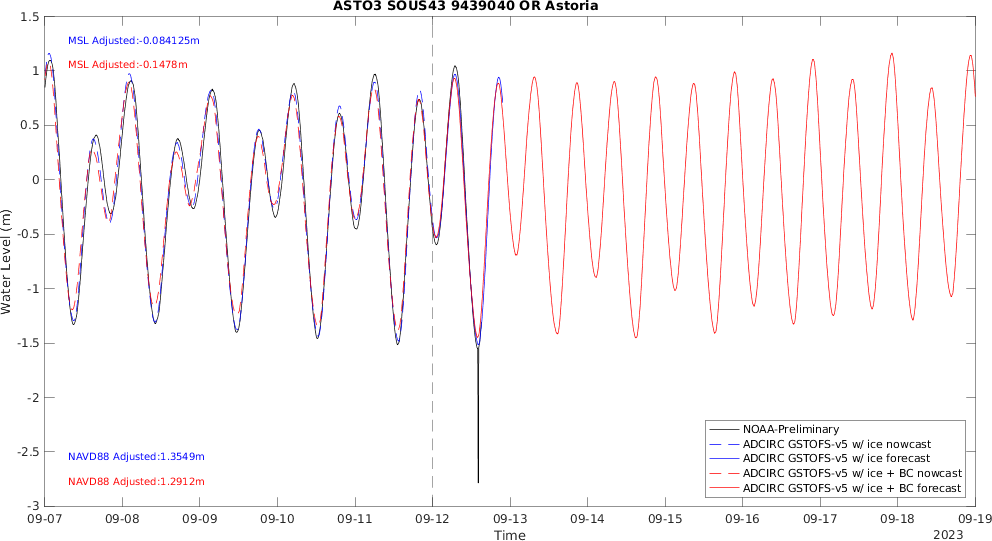 ASTO3 SOUS43 9439040 OR Astoria
MSL Adjusted:-0.084125m
MSL Adjusted:-0.1478m
NAVD88 Adjusted:1.3549m
NAVD88 Adjusted:1.2912m
Water Level (m)
1.5
1
0.5
0
-0.5
-1
-1.5
-2
-2.5
-3
NOAA-Preliminary
ADCIRC GSTOFS-v5 w/ ice nowcast
ADCIRC GSTOFS-v5 w/ ice forecast
ADCIRC GSTOFS-v5 w/ ice + BC nowcast
ADCIRC GSTOFS-v5 w/ ice + BC forecast
09-07 09-08 09-09 09-10 09-11 09-12 09-13 09-14 09-15 09-16 09-17 09-18 09-19
Time
2023